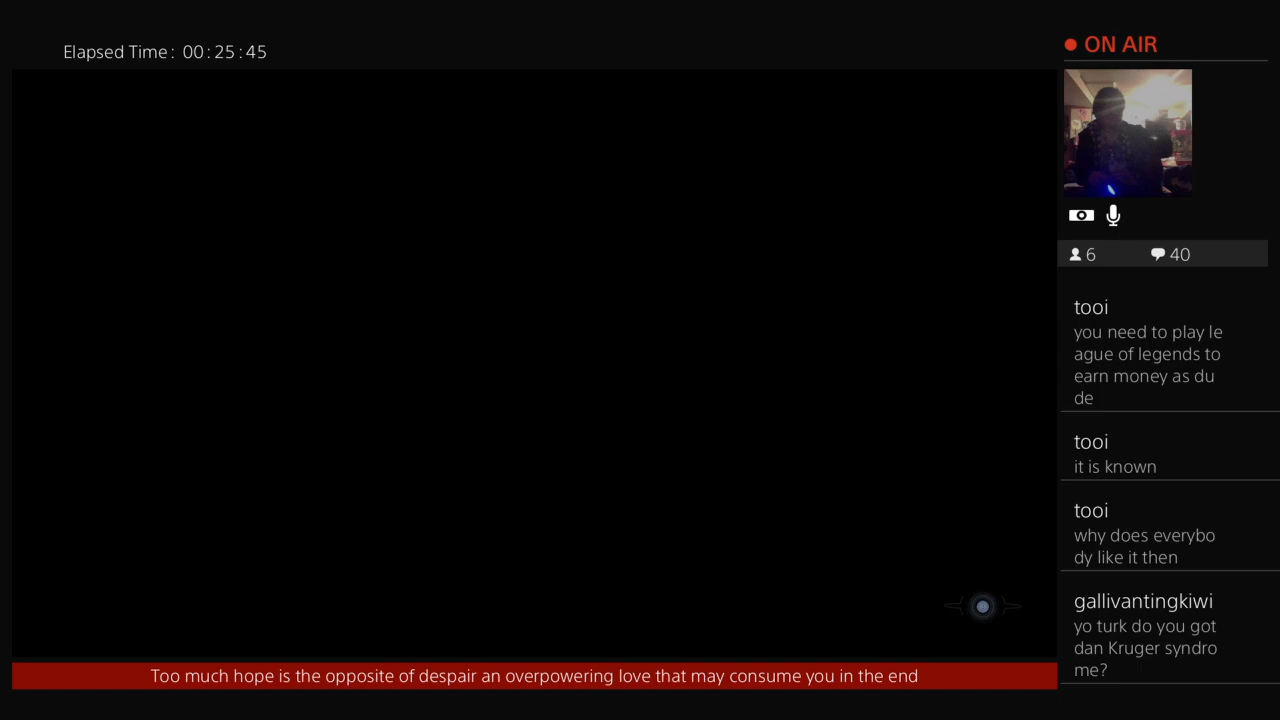 Elapsed Time: 00:25:45
ON AIR
6 40
tooi
you need to play le
ague of legends to
earn money as du
de
tooi
it is known
tooi
why does everybo
dy like it then
gallivantingkiwi
yo turk do you got
dan Kruger syndro
me?
Too much hope is the opposite of despair an overpowering love that may consume you in the end